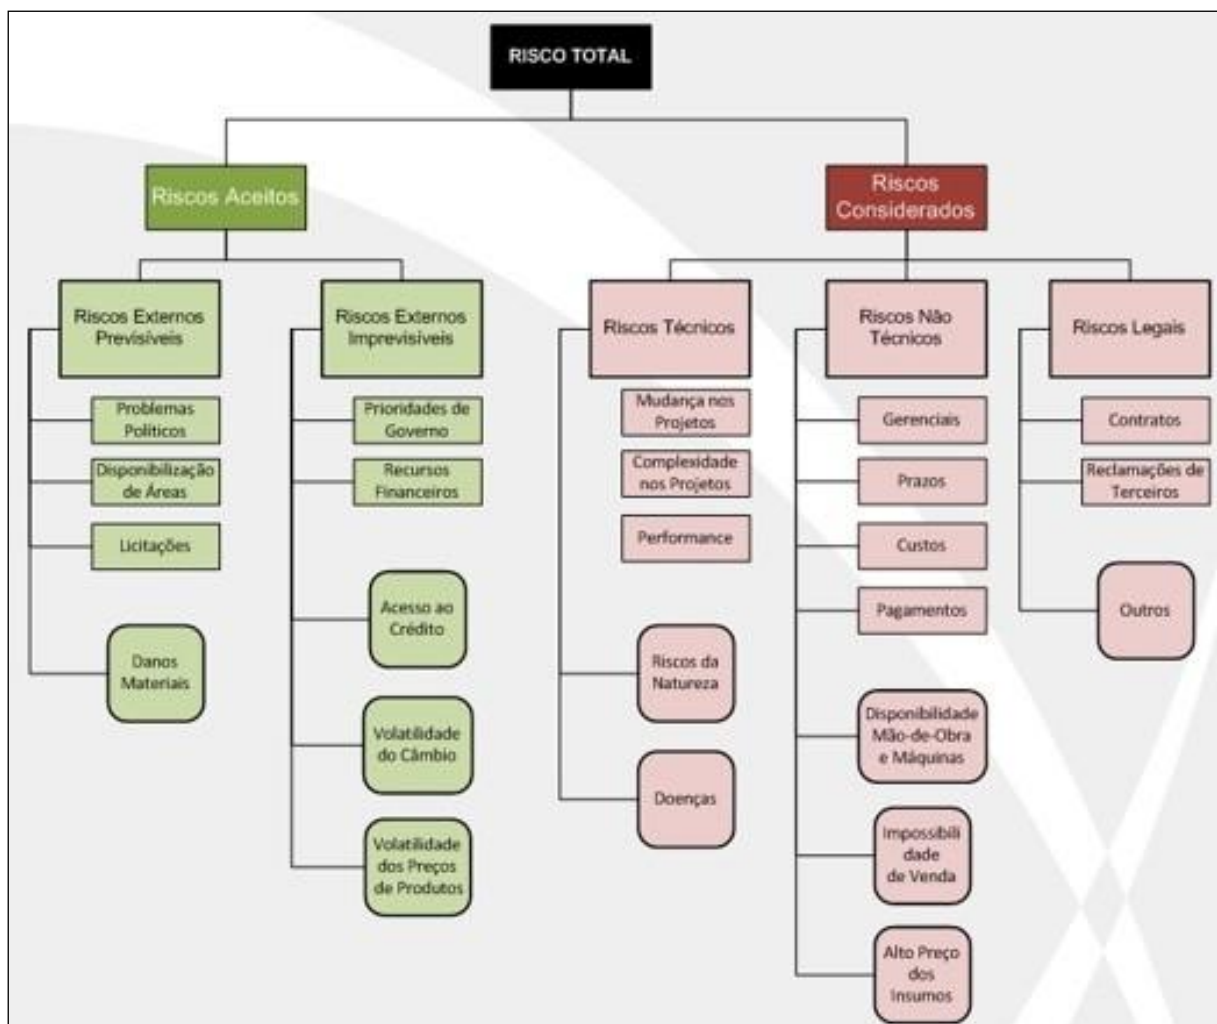 RISCO TOTAL
Riscos Aceitos
Riscos
Considerados
Riscos Externos
Previsíveis
Riscos Externos
Imprevisíveis
Riscos Técnicos
Riscos Não
Técnicos
Riscos Legais
Problemas
Políticos
Disponibilização
de Áreas
Licitações
Danos
Materiais
Prioridades de
Governo
Recursos
Financeiros
Acesso ao
Crédito
Volatilidade
do Câmbio
Volatilidade
dos Preços
de Produtos
Mudança nos
Projetos
Complexidade
nos Projetos
Performance
Riscos da
Natureza
Doenças
Gerenciais
Prazos
Custos
Pagamentos
Disponibilidade
Mão-de-Obra
e Máquinas
Impossibili
dade
de Venda
Alto Preço
dos
Insumos
Contratos
Reclamações de
Terceiros
Outros